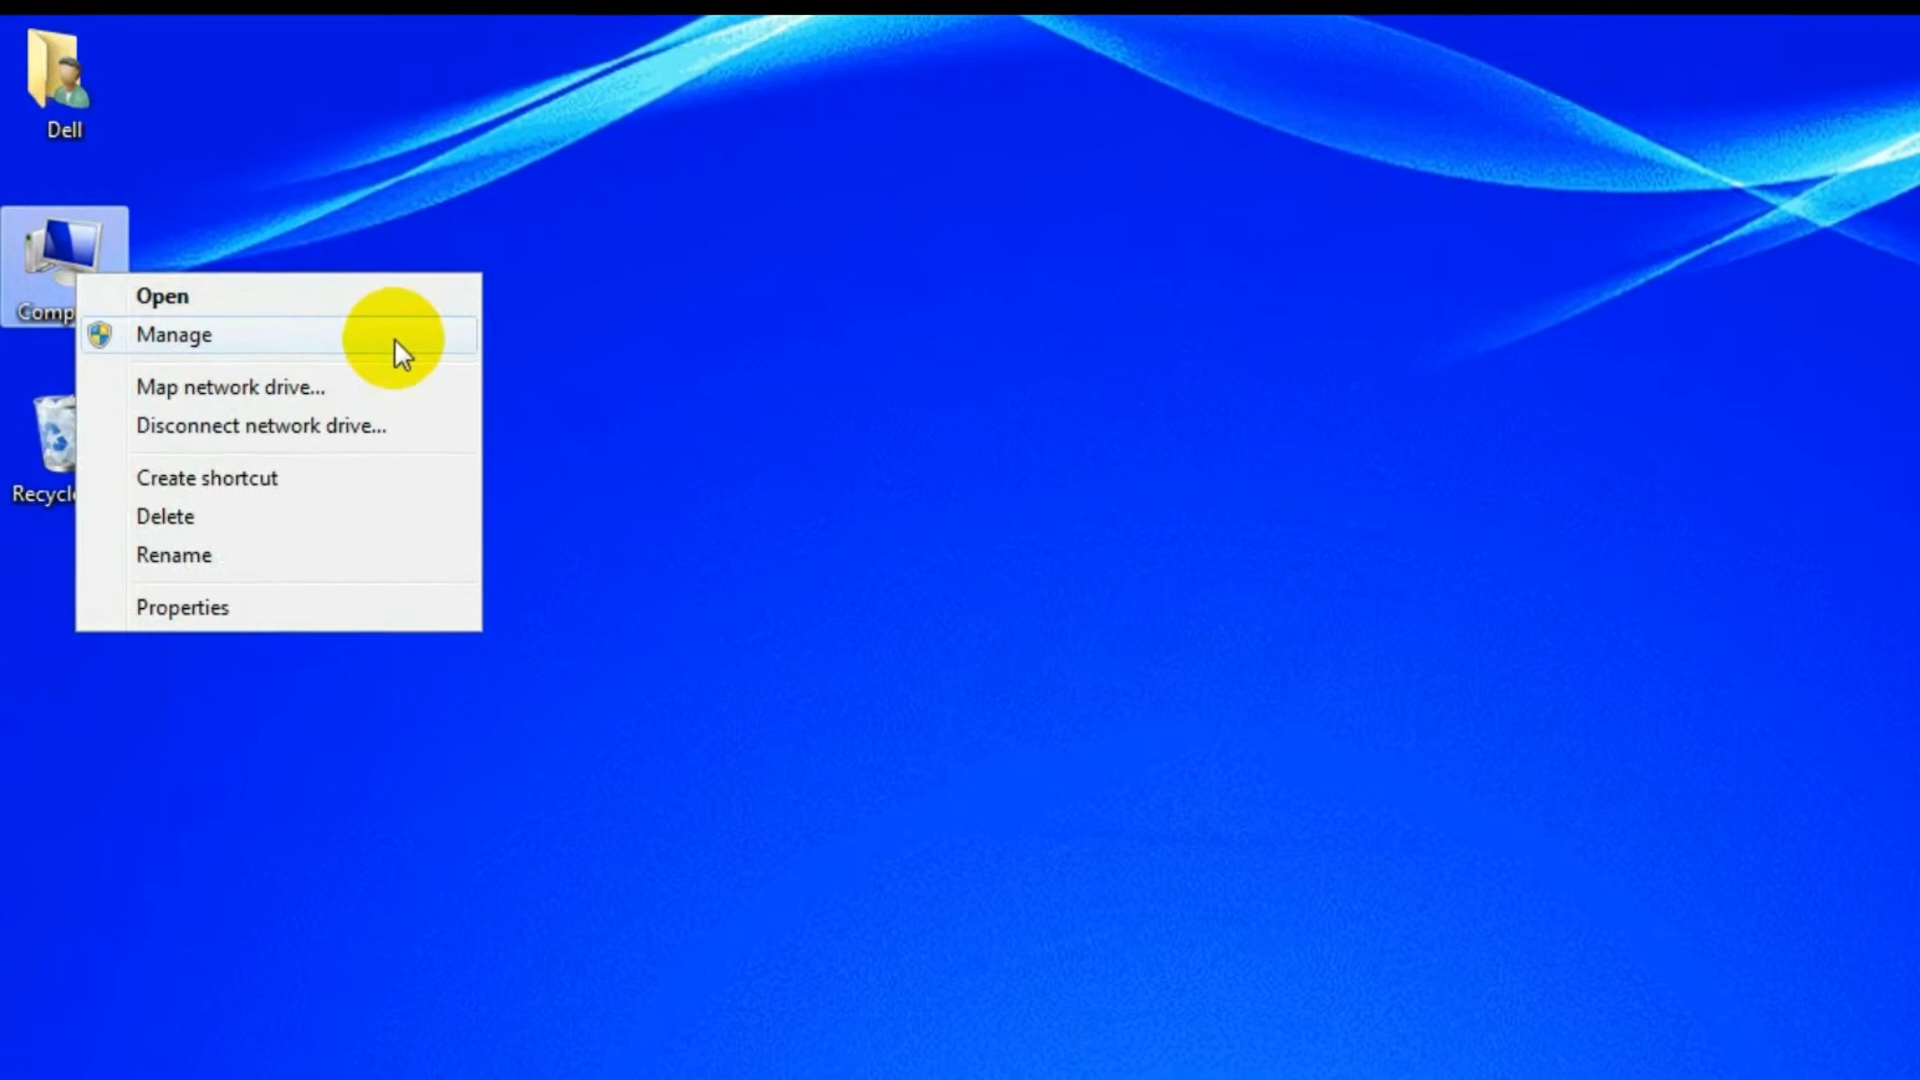 Dell
Comp
Recycl
Open
Manage
Map network drive...
Disconnect network drive...
Create shortcut
Delete
Rename
Properties